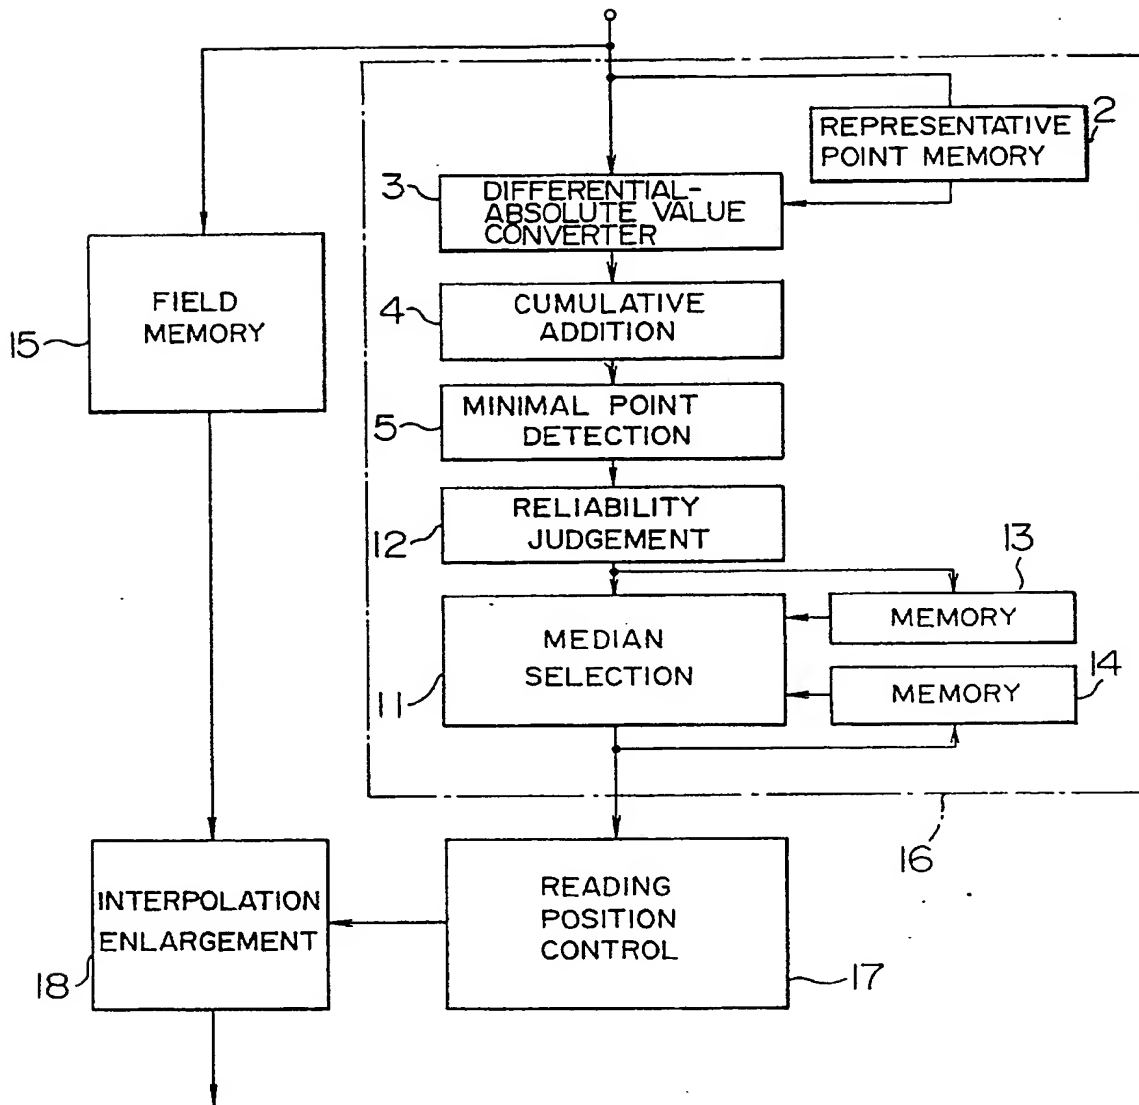 REPRESENTATIVE
POINT MEMORY
2
3
DIFFERENTIAL-
ABSOLUTE VALUE
CONVERTER
FIELD
MEMORY
15
4
CUMULATIVE
ADDITION
5
MINIMAL POINT
DETECTION
12
RELIABILITY
JUDGEMENT
13
MEMORY
MEDIAN
SELECTION
11
14
MEMORY
16
INTERPOLATION
ENLARGEMENT
18
READING
POSITION
CONTROL
17